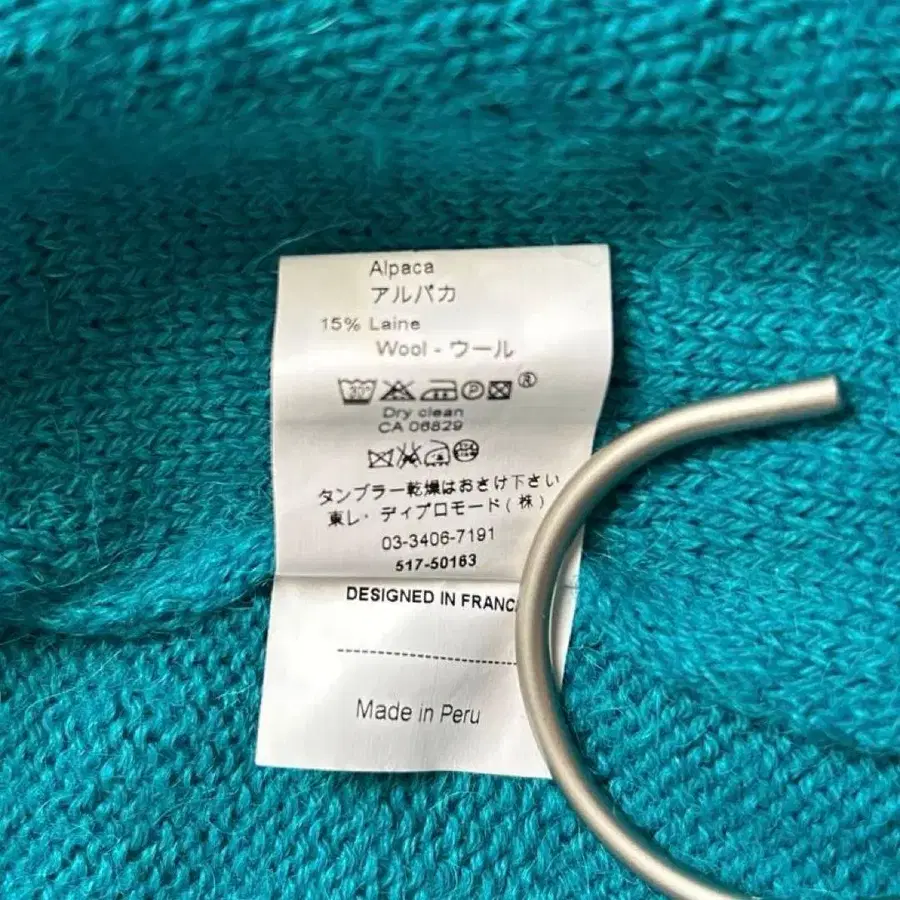 Alpaca
アルパカ
15% Laine
Wool - ウール
30° P ®
Dry clean
CA 06829
タンブラー乾燥はおさけ下さい
東レ・ディプロモード(株)
03-3406-7191
517-50163
DESIGNED IN FRANC
Made in Peru